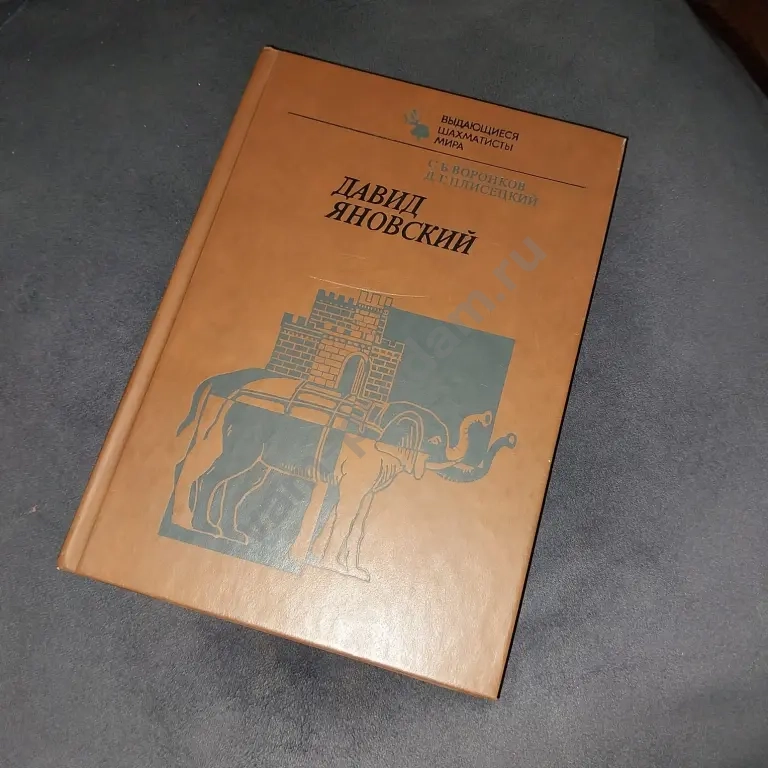 ВЫДАЮЩИЕСЯ
ШАХМАТИСТЫ
МИРА
С. Б. ВОРОНКОВ
Д. Г. ПЛИСЕЦКИЙ
ДАВИД
ЯНОВСКИЙ